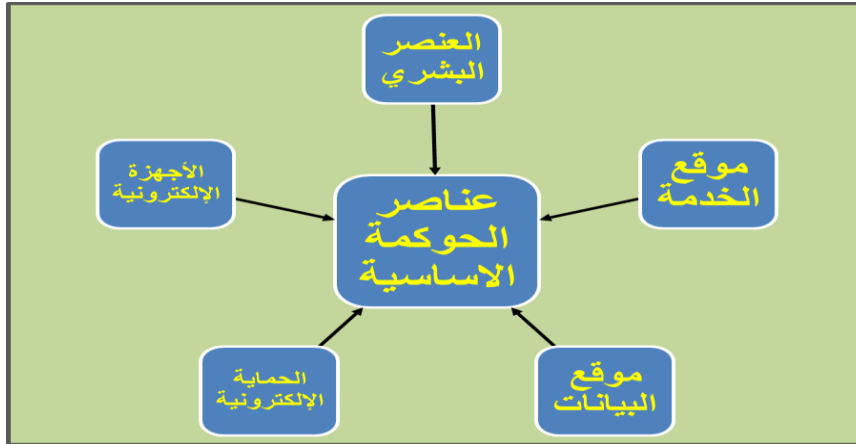 العنصر
البشري
موقع
الخدمة
الأجهزة
الإلكترونية
عناصر
الحوكمة
الاساسية
موقع
البيانات
الحماية
الإلكترونية